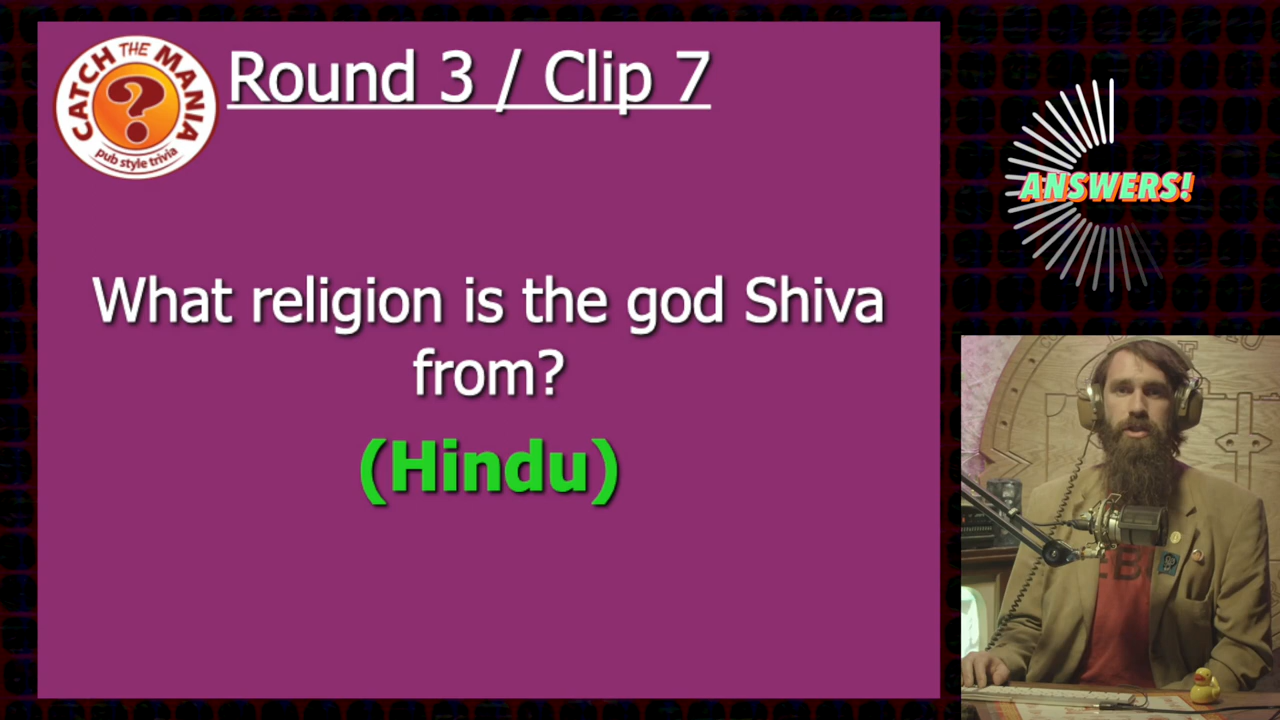 CATCH THE MANIA
?
pub style trivia
Round 3 / Clip 7
ANSWERS!
What religion is the god Shiva
from?
(Hindu)